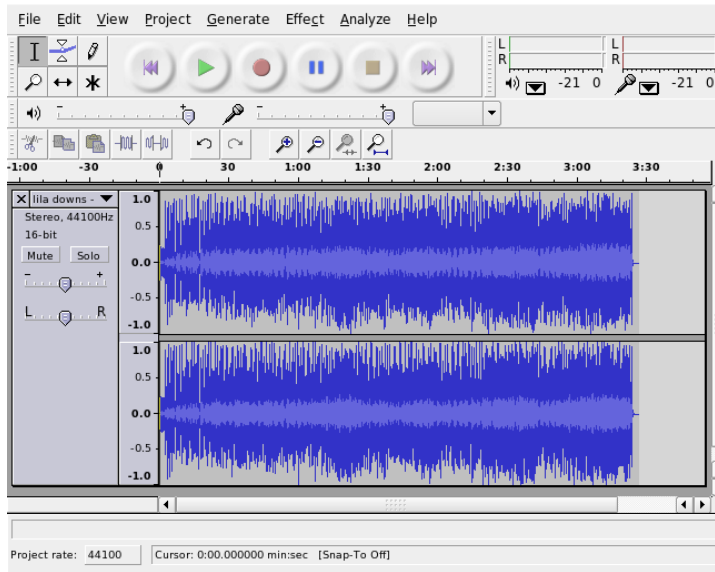 File Edit View Project Generate Effect Analyze Help
L L
R R
-21 0 -21 0
- + - +
-1:00 -30 0 30 1:00 1:30 2:00 2:30 3:00 3:30
X lila downs -
Stereo, 44100Hz
16-bit
Mute Solo
- +
L R
1.0
0.5
0.0
-0.5
-1.0
1.0
0.5
0.0
-0.5
-1.0
Project rate: 44100 Cursor: 0:00.000000 min:sec [Snap-To Off]